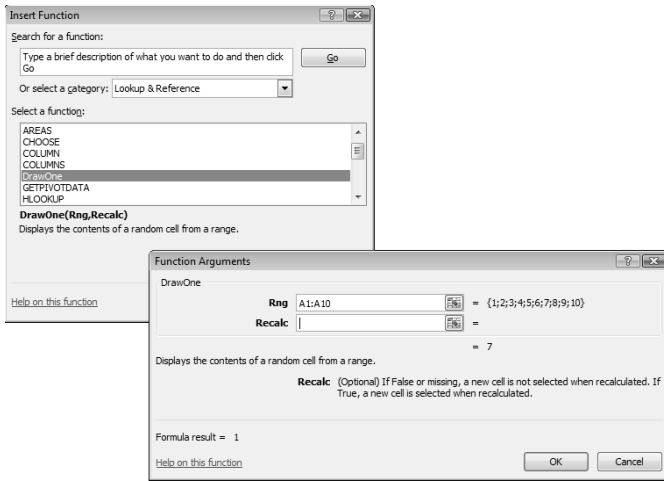 Insert Function
Search for a function:
Type a brief description of what you want to do and then click
Go
Go
Or select a category: Lookup & Reference
Select a function:
AREAS
CHOOSE
COLUMN
COLUMNS
DrawOne
GETPIVOTDATA
HLOOKUP
DrawOne(Rng,Recalc)
Displays the contents of a random cell from a range.
Help on this function
Function Arguments
DrawOne
Rng A1:A10 = {1;2;3;4;5;6;7;8;9;10}
Recalc =
= 7
Displays the contents of a random cell from a range.
Recalc (Optional) If False or missing, a new cell is not selected when recalculated. If
True, a new cell is selected when recalculated.
Formula result = 1
Help on this function
OK Cancel